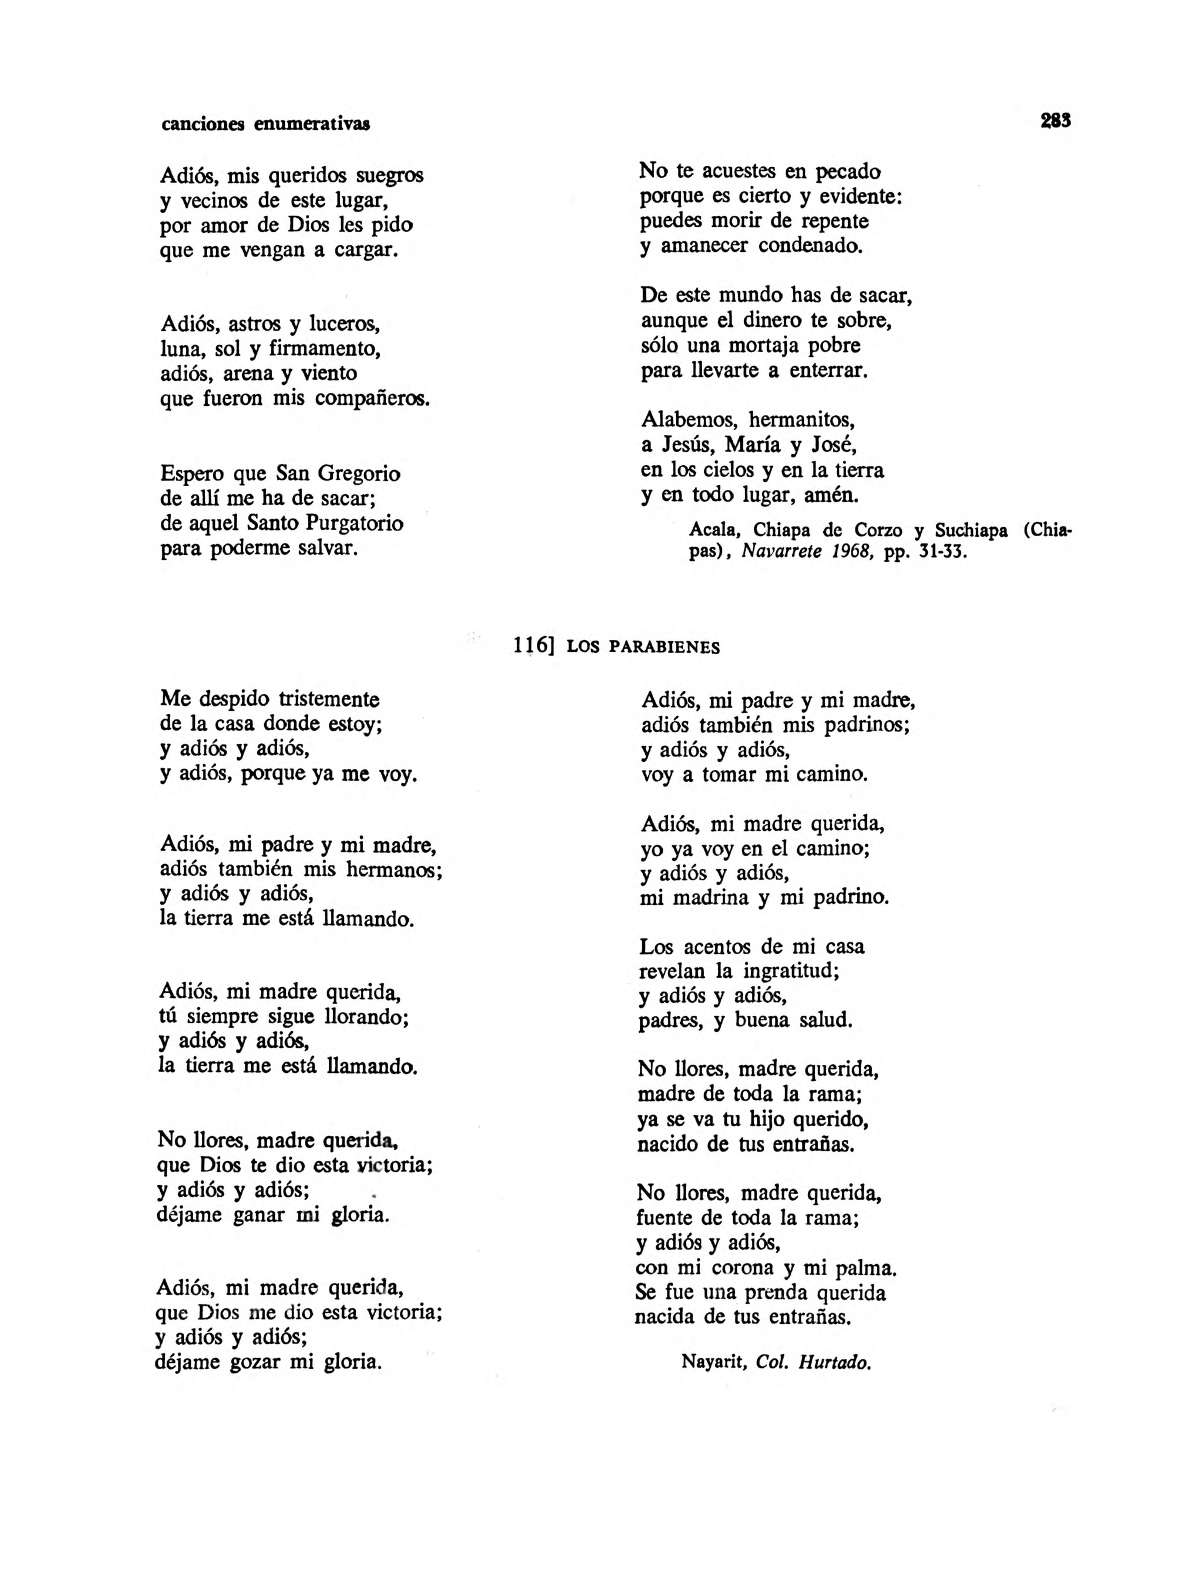 canciones enumerativas
283
Adiós, mis queridos suegros
y vecinos de este lugar,
por amor de Dios les pido
que me vengan a cargar.
Adiós, astros y luceros,
luna, sol y firmamento,
adiós, arena y viento
que fueron mis compañeros.
Espero que San Gregorio
de allí me ha de sacar;
de aquel Santo Purgatorio
para poderme salvar.
No te acuestes en pecado
porque es cierto y evidente:
puedes morir de repente
y amanecer condenado.
De este mundo has de sacar,
aunque el dinero te sobre,
sólo una mortaja pobre
para llevarte a enterrar.
Alabemos, hermanitos,
a Jesús, María y José,
en los cielos y en la tierra
y en todo lugar, amén.
Acala, Chiapa de Corzo y Suchiapa (Chia-
pas), Navarrete 1968, pp. 31-33.
116] LOS PARABIENES
Me despido tristemente
de la casa donde estoy;
y adiós y adiós,
y adiós, porque ya me voy.
Adiós, mi padre y mi madre,
adiós también mis hermanos;
y adiós y adiós,
la tierra me está llamando.
Adiós, mi madre querida,
tú siempre sigue llorando;
y adiós y adiós,
la tierra me está llamando.
No llores, madre querida,
que Dios te dio esta victoria;
y adiós y adiós;
déjame ganar mi gloria.
Adiós, mi madre querida,
que Dios me dio esta victoria;
y adiós y adiós;
déjame gozar mi gloria.
Adiós, mi padre y mi madre,
adiós también mis padrinos;
y adiós y adiós,
voy a tomar mi camino.
Adiós, mi madre querida,
yo ya voy en el camino;
y adiós y adiós,
mi madrina y mi padrino.
Los acentos de mi casa
revelan la ingratitud;
y adiós y adiós,
padres, y buena salud.
No llores, madre querida,
madre de toda la rama;
ya se va tu hijo querido,
nacido de tus entrañas.
No llores, madre querida,
fuente de toda la rama;
y adiós y adiós,
con mi corona y mi palma.
Se fue una prenda querida
nacida de tus entrañas.
Nayarit, Col. Hurtado.